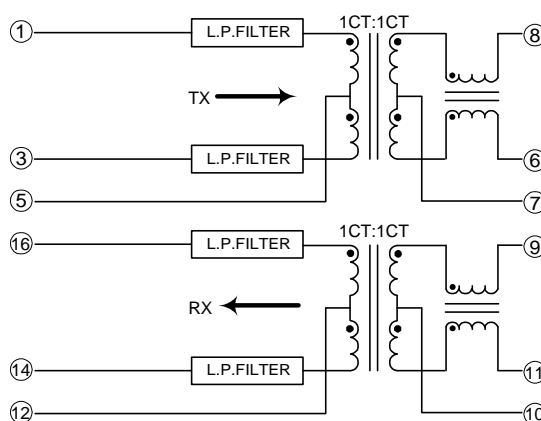 1 L.P.FILTER 1CT:1CT 8
TX
3 L.P.FILTER 6
5 7
16 L.P.FILTER 1CT:1CT 9
RX
14 L.P.FILTER 11
12 10